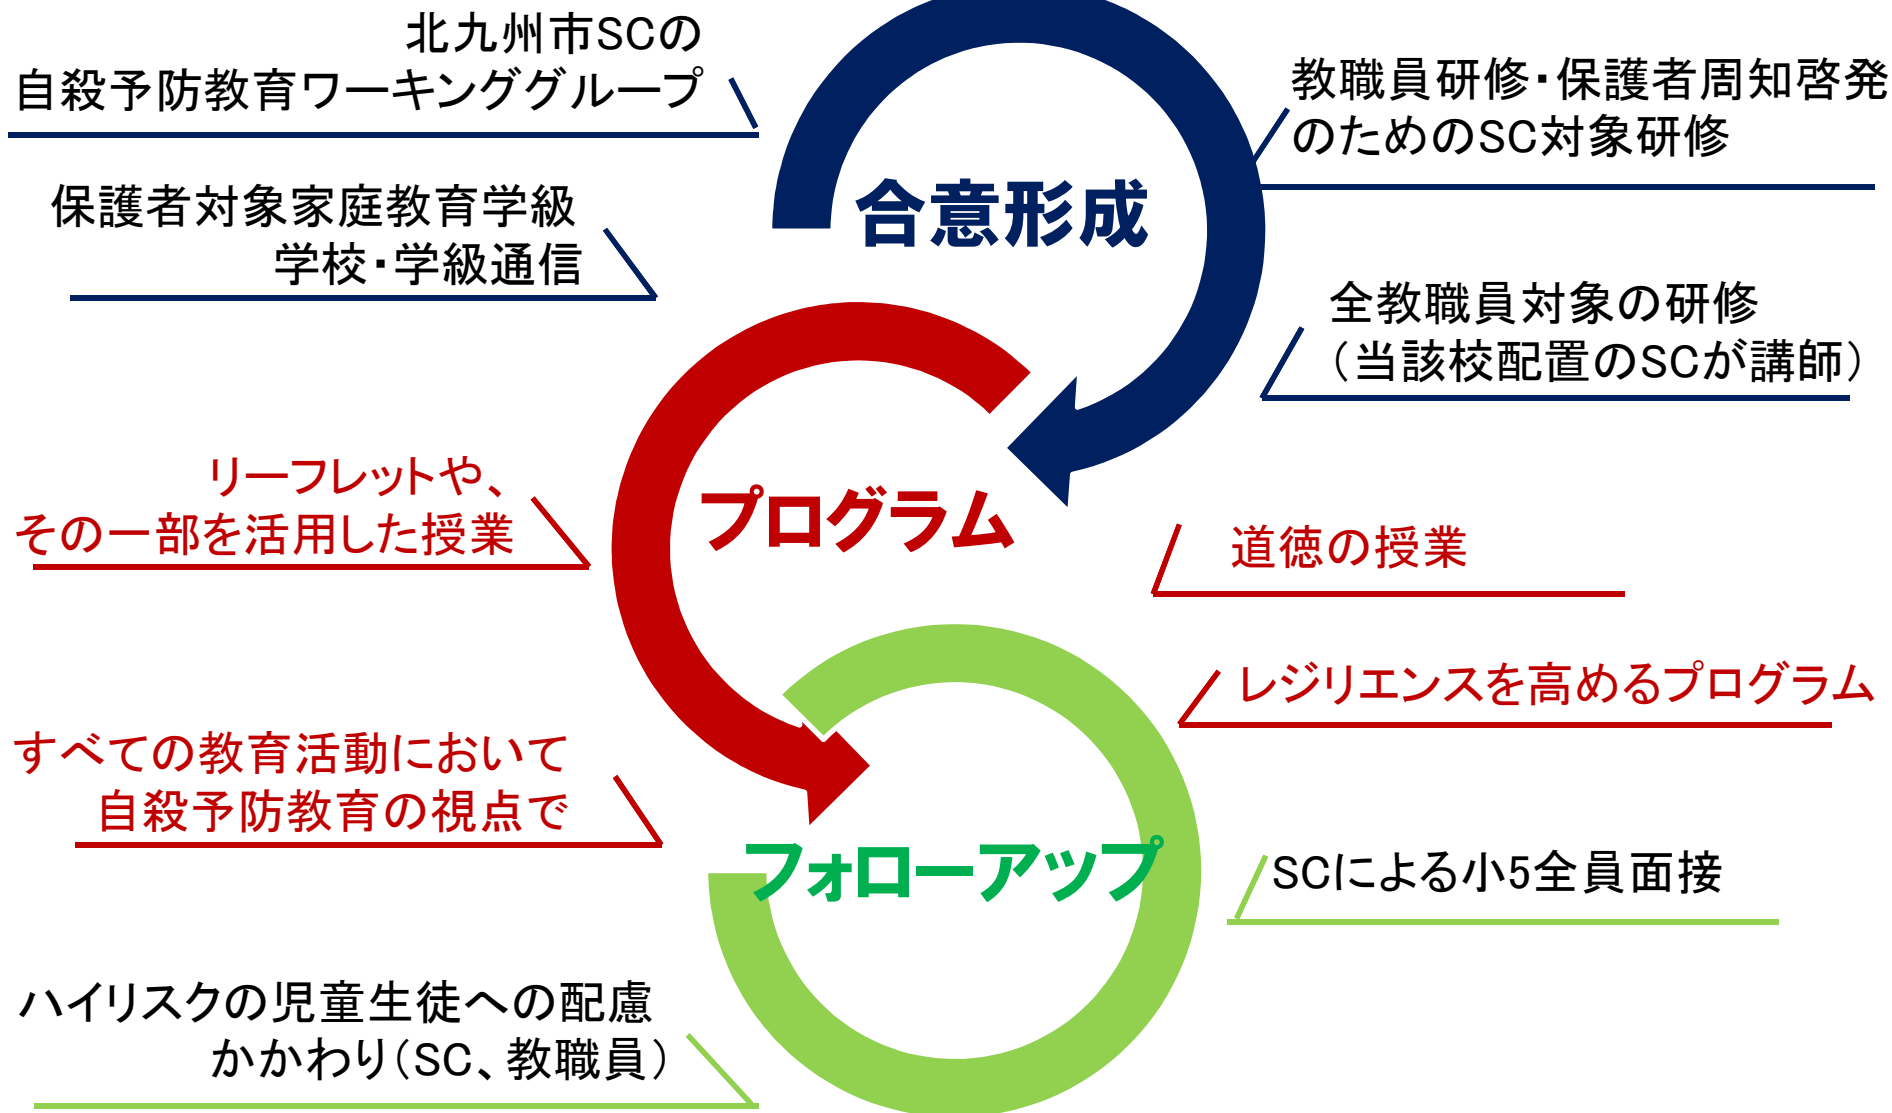 北九州市SCの
自殺予防教育ワーキンググループ
教職員研修・保護者周知啓発
のためのSC対象研修
合意形成
保護者対象家庭教育学級
学校・学級通信
全教職員対象の研修
（当該校配置のSCが講師）
リーフレットや、
その一部を活用した授業
プログラム
道徳の授業
レジリエンスを高めるプログラム
すべての教育活動において
自殺予防教育の視点で
フォローアップ
SCによる小5全員面接
ハイリスクの児童生徒への配慮
かかわり（SC、教職員）